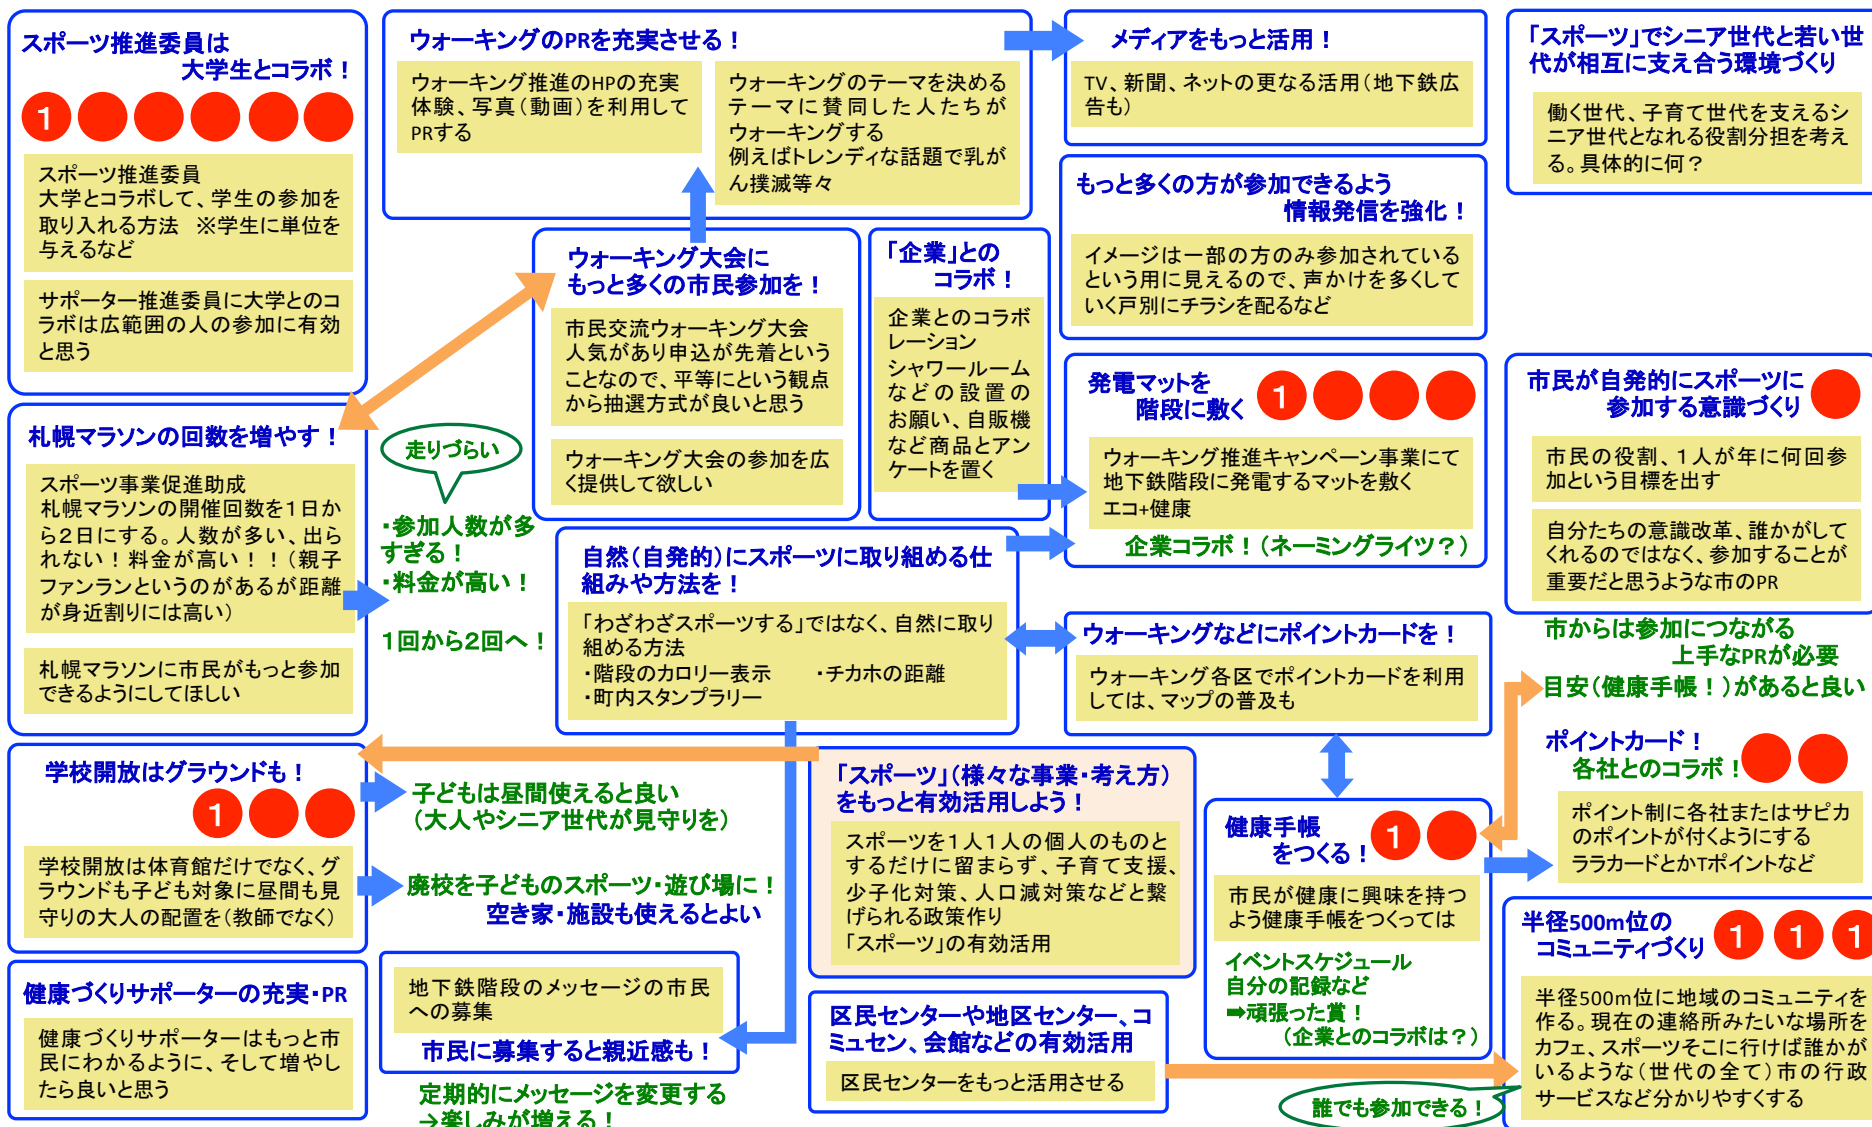 スポーツ推進委員は
大学生とコラボ！
1
スポーツ推進委員
大学とコラボして、学生の参加を
取り入れる方法　※学生に単位を
与えるなど
サポーター推進委員に大学とのコ
ラボは広範囲の人の参加に有効
と思う
ウォーキングのPRを充実させる！
ウォーキング推進のHPの充実
体験、写真（動画）を利用して
PRする
ウォーキングのテーマを決める
テーマに賛同した人たちが
ウォーキングする
例えばトレンディな話題で乳が
ん撲滅等々
メディアをもっと活用！
TV、新聞、ネットの更なる活用（地下鉄広
告も）
「スポーツ」でシニア世代と若い世
代が相互に支え合う環境づくり
働く世代、子育て世代を支えるシ
ニア世代となれる役割分担を考え
る。具体的に何？
もっと多くの方が参加できるよう
情報発信を強化！
イメージは一部の方のみ参加されている
という用に見えるので、声かけを多くして
いく戸別にチラシを配るなど
ウォーキング大会に
もっと多くの市民参加を！
市民交流ウォーキング大会
人気があり申込が先着という
ことなので、平等にという観点
から抽選方式が良いと思う
ウォーキング大会の参加を広
く提供して欲しい
「企業」との
コラボ！
企業とのコラボ
レーション
シャワールーム
などの設置の
お願い、自販機
など商品とアン
ケートを置く
発電マットを
階段に敷く
1
ウォーキング推進キャンペーン事業にて
地下鉄階段に発電するマットを敷く
エコ+健康
企業コラボ！（ネーミングライツ？）
市民が自発的にスポーツに
参加する意識づくり
市民の役割、1人が年に何回参
加という目標を出す
自分たちの意識改革、誰かがして
くれるのではなく、参加することが
重要だと思うような市のPR
市からは参加につながる
上手なPRが必要
目安（健康手帳！）があると良い
札幌マラソンの回数を増やす！
スポーツ事業促進助成
札幌マラソンの開催回数を1日か
ら2日にする。人数が多い、出ら
れない！料金が高い！！（親子
ファンランというのがあるが距離
が身近割りには高い）
札幌マラソンに市民がもっと参加
できるようにしてほしい
走りづらい
・参加人数が多
すぎる！
・料金が高い！
1回から2回へ！
自然（自発的）にスポーツに取り組める仕
組みや方法を！
「わざわざスポーツする」ではなく、自然に取り
組める方法
・階段のカロリー表示　　・チカホの距離
・町内スタンプラリー
ウォーキングなどにポイントカードを！
ウォーキング各区でポイントカードを利用
しては、マップの普及も
ポイントカード！
各社とのコラボ！
ポイント制に各社またはサピカ
のポイントが付くようにする
ララカードとかTポイントなど
学校開放はグラウンドも！
1
学校開放は体育館だけでなく、グ
ラウンドも子ども対象に昼間も見
守りの大人の配置を（教師でなく）
子どもは昼間使えると良い
（大人やシニア世代が見守りを）
廃校を子どものスポーツ・遊び場に！
空き家・施設も使えるとよい
「スポーツ」（様々な事業・考え方）
をもっと有効活用しよう！
スポーツを1人1人の個人のものと
するだけに留まらず、子育て支援、
少子化対策、人口減対策などと繋
げられる政策作り
「スポーツ」の有効活用
健康手帳
をつくる！
1
市民が健康に興味を持つ
よう健康手帳をつくっては
イベントスケジュール
自分の記録など
➡頑張った賞！
（企業とのコラボは？）
半径500m位の
コミュニティづくり
1 1 1
半径500m位に地域のコミュニティを
作る。現在の連絡所みたいな場所を
カフェ、スポーツそこに行けば誰かが
いるような（世代の全て）市の行政
サービスなど分かりやすくする
誰でも参加できる！
健康づくりサポーターの充実・PR
健康づくりサポーターはもっと市
民にわかるように、そして増やし
たら良いと思う
地下鉄階段のメッセージの市民
への募集
市民に募集すると親近感も！
定期的にメッセージを変更する
→楽しみが増える！
区民センターや地区センター、コ
ミュセン、会館などの有効活用
区民センターをもっと活用させる